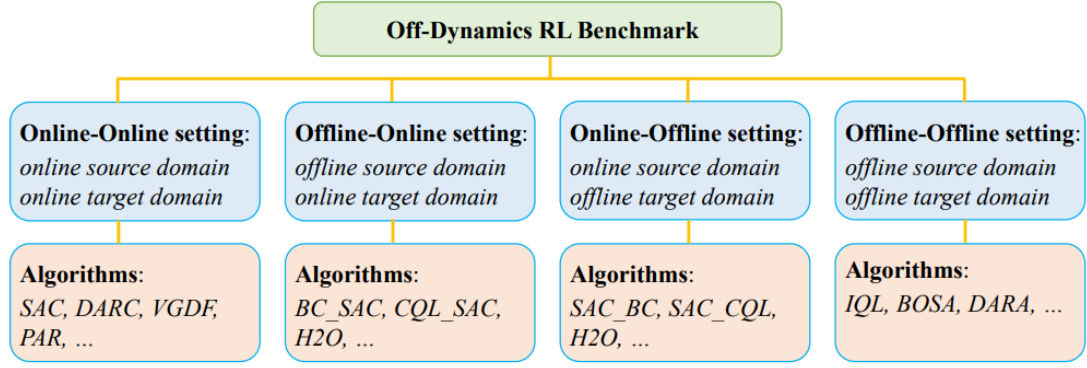 Off-Dynamics RL Benchmark
Online-Online setting:
online source domain
online target domain
Offline-Online setting:
offline source domain
online target domain
Online-Offline setting:
online source domain
offline target domain
Offline-Offline setting:
offline source domain
offline target domain
Algorithms:
SAC, DARC, VGDF,
PAR, ...
Algorithms:
BC_SAC, CQL_SAC,
H2O, ...
Algorithms:
SAC_BC, SAC_CQL,
H2O, ...
Algorithms:
IQL, BOSA, DARA, ...